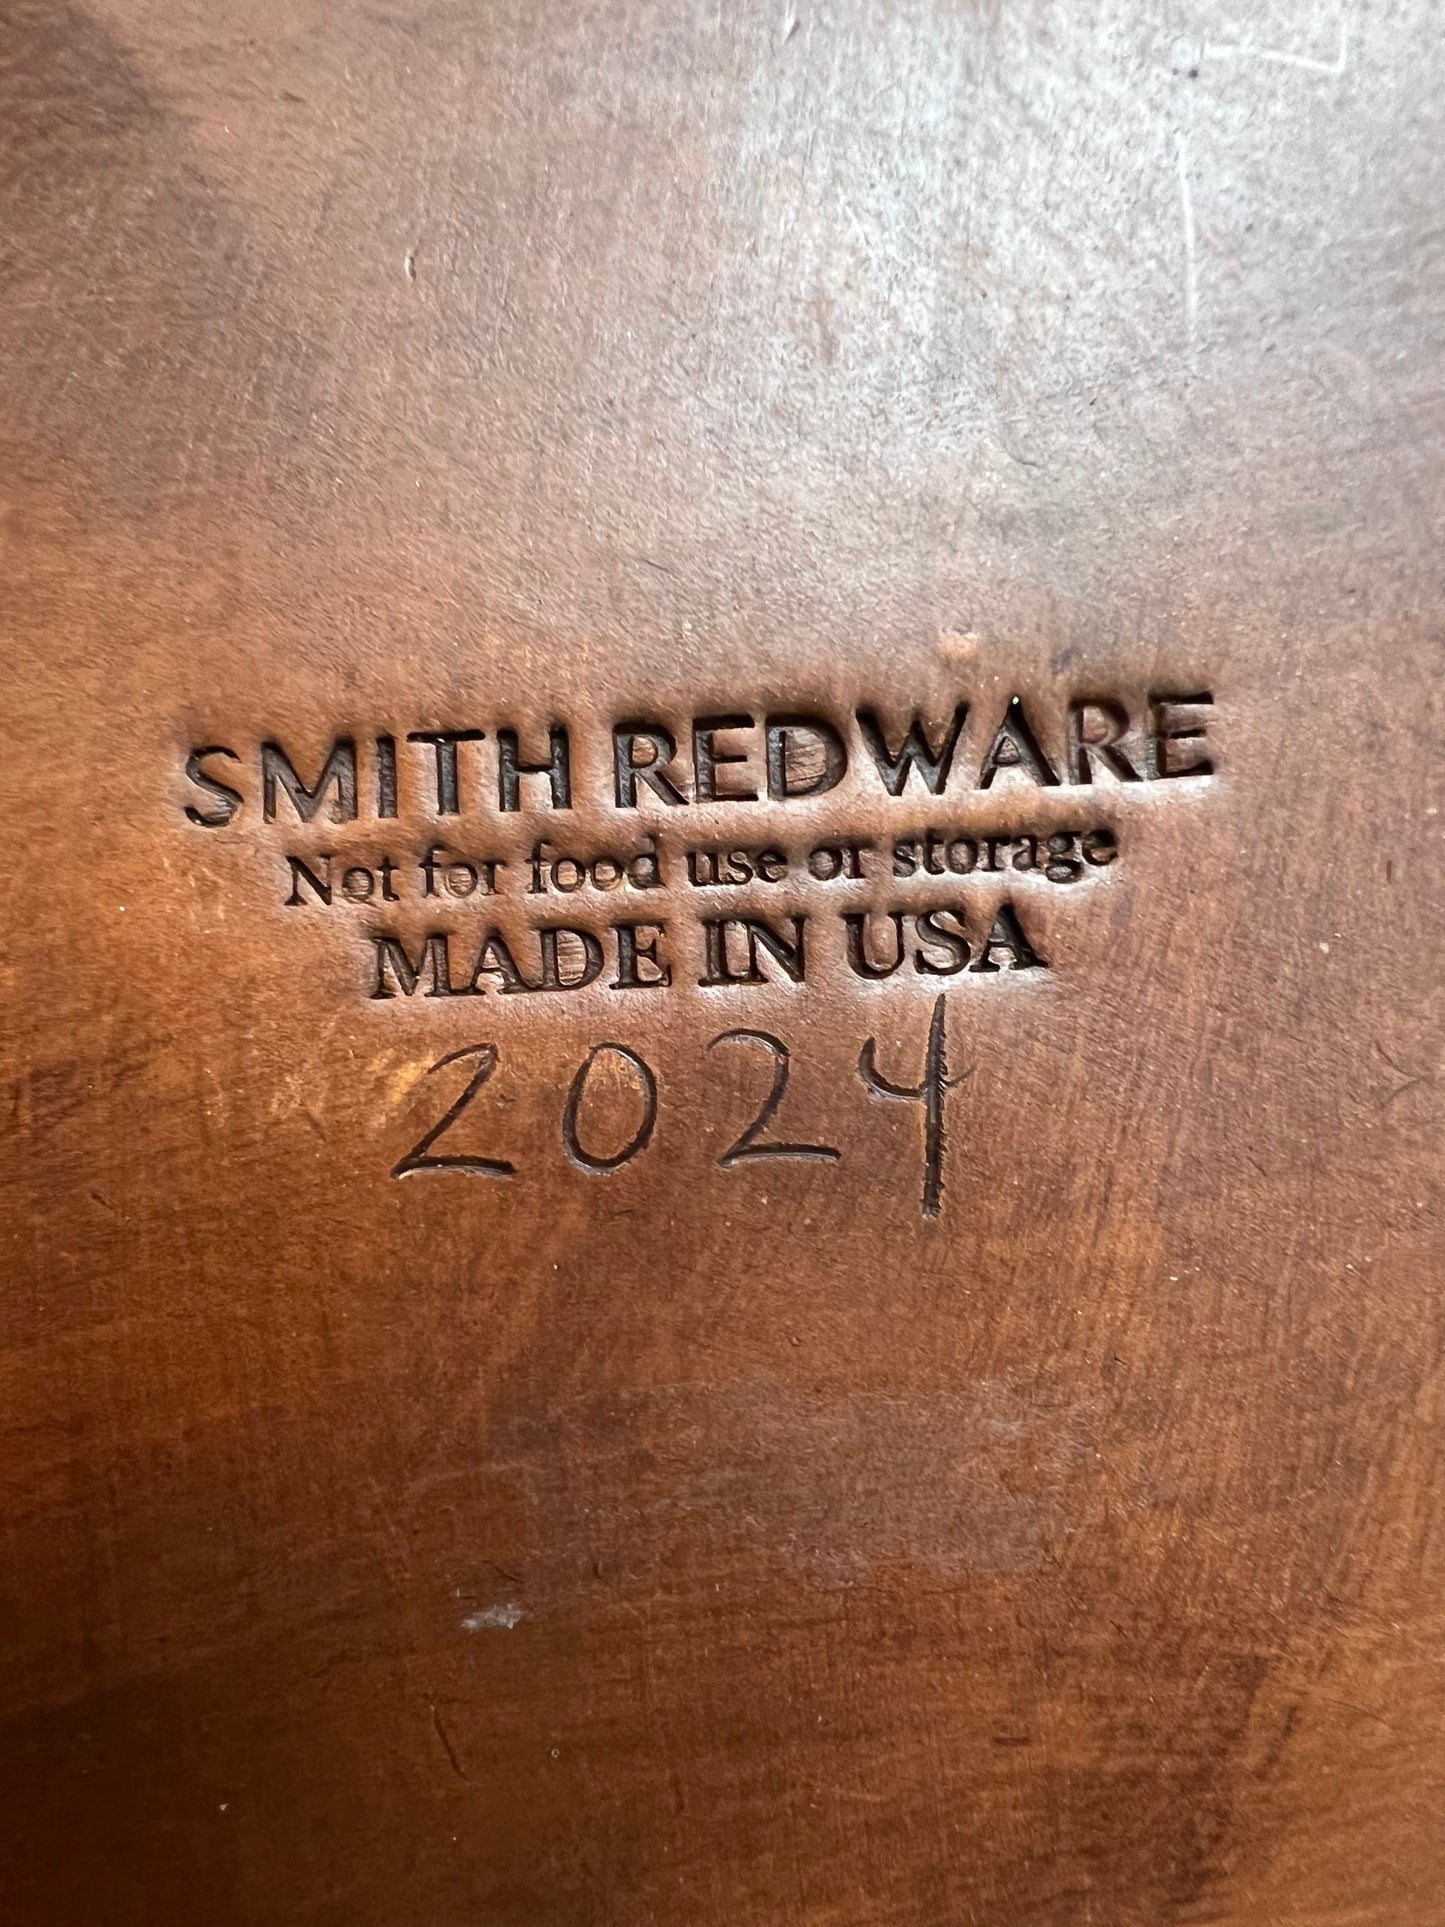 SMITH REDWARE
Not for food use or storage
MADE IN USA
2024